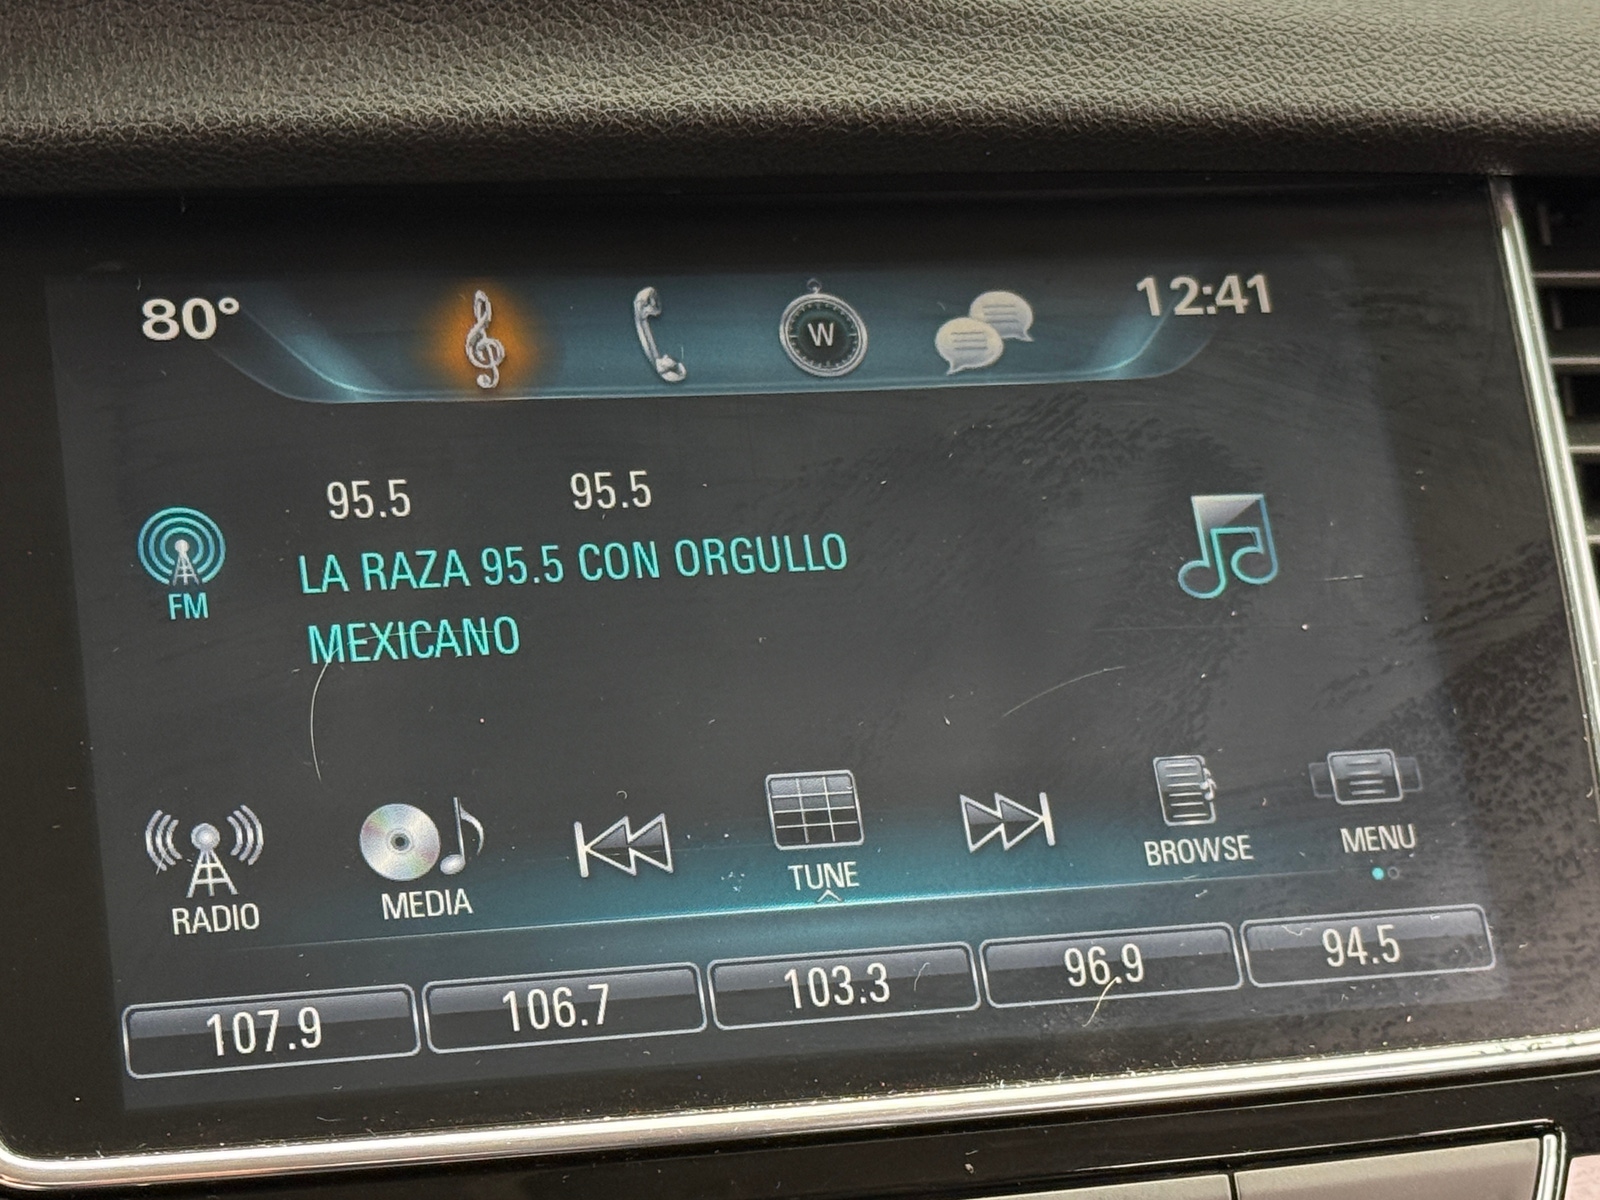 80° W 12:41
95.5 95.5
FM
LA RAZA 95.5 CON ORGULLO
MEXICANO
RADIO MEDIA TUNE BROWSE MENU
107.9 106.7 103.3 96.9 94.5